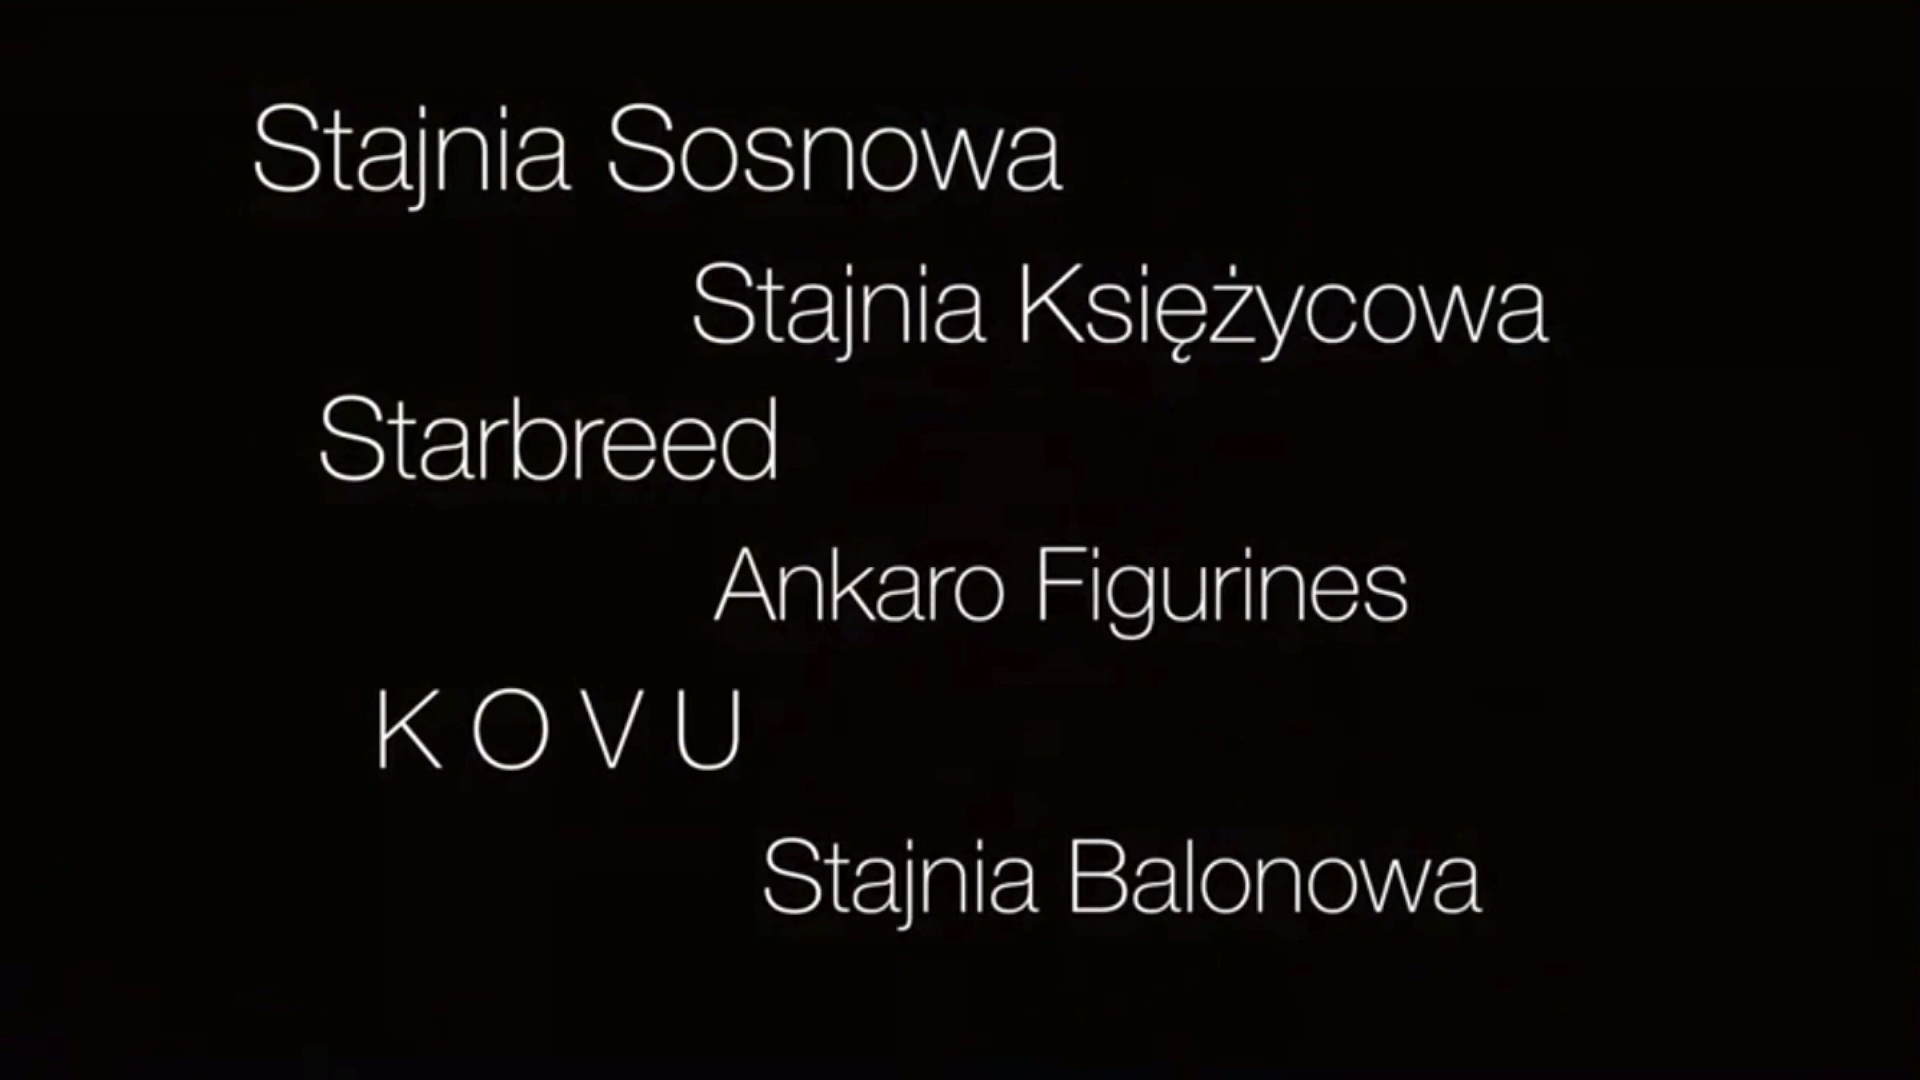 Stajnia Sosnowa
Stajnia Księżycowa
Starbreed
Ankaro Figurines
K O V U
Stajnia Balonowa